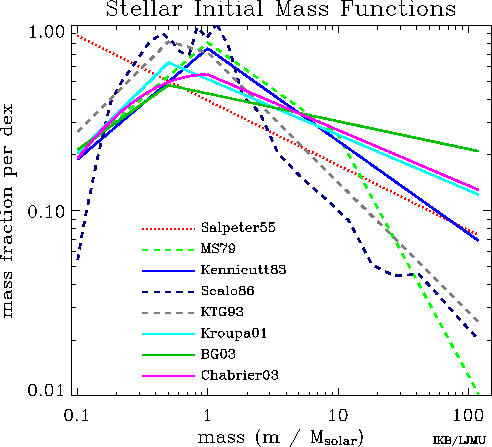 Stellar Initial Mass Functions
1.00
mass fraction per dex
0.10
Salpeter55
MS79
Kennicutt83
Scalo86
KTG93
Kroupa01
BG03
Chabrier03
0.01
0.1 1 10 100
mass (m / Msolar)
IKB/LJMU